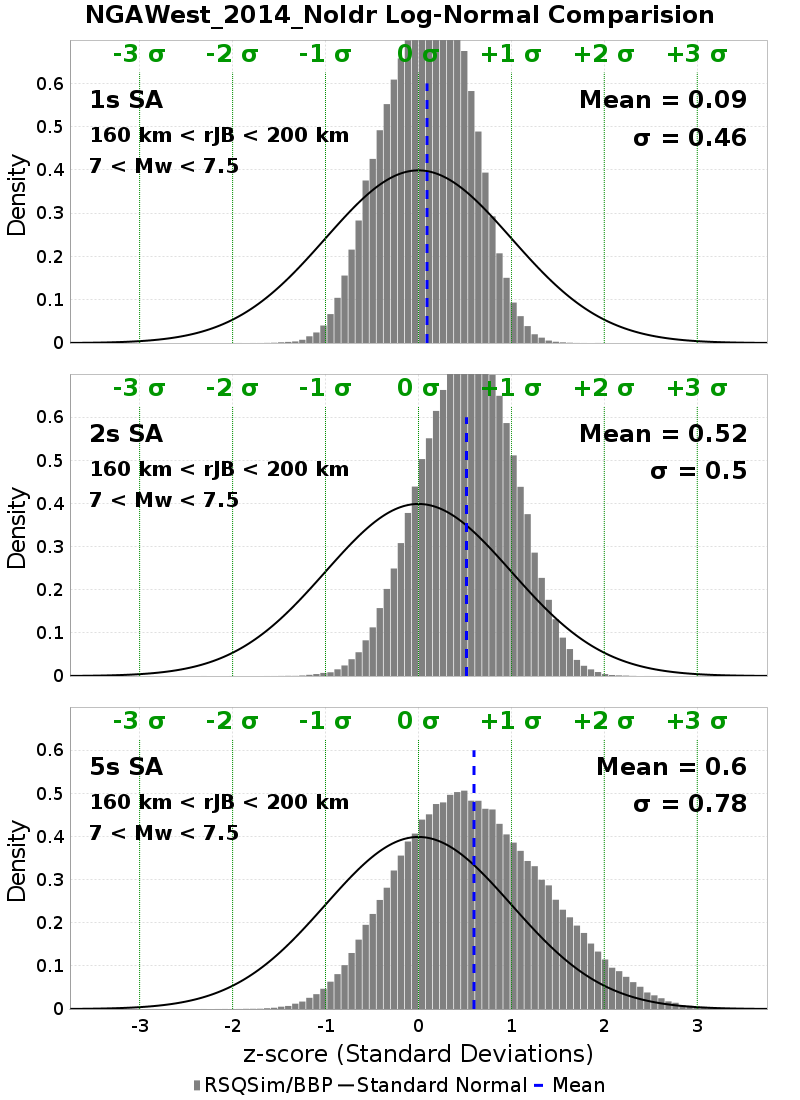 NGAWest_2014_NoIdr Log-Normal Comparision
-3 σ -2 σ -1 σ 0 σ +1 σ +2 σ +3 σ
0.6
1s SA Mean = 0.09
0.5
160 km < rJB < 200 km σ = 0.46
0.4
7 < Mw < 7.5
Density
0.3
0.2
0.1
0
-3 σ -2 σ -1 σ 0 σ +1 σ +2 σ +3 σ
0.6
2s SA Mean = 0.52
0.5
160 km < rJB < 200 km σ = 0.5
0.4
7 < Mw < 7.5
Density
0.3
0.2
0.1
0
-3 σ -2 σ -1 σ 0 σ +1 σ +2 σ +3 σ
0.6
5s SA Mean = 0.6
0.5
160 km < rJB < 200 km σ = 0.78
0.4
7 < Mw < 7.5
Density
0.3
0.2
0.1
0
-3 -2 -1 0 1 2 3
z-score (Standard Deviations)
RSQSim/BBP Standard Normal Mean